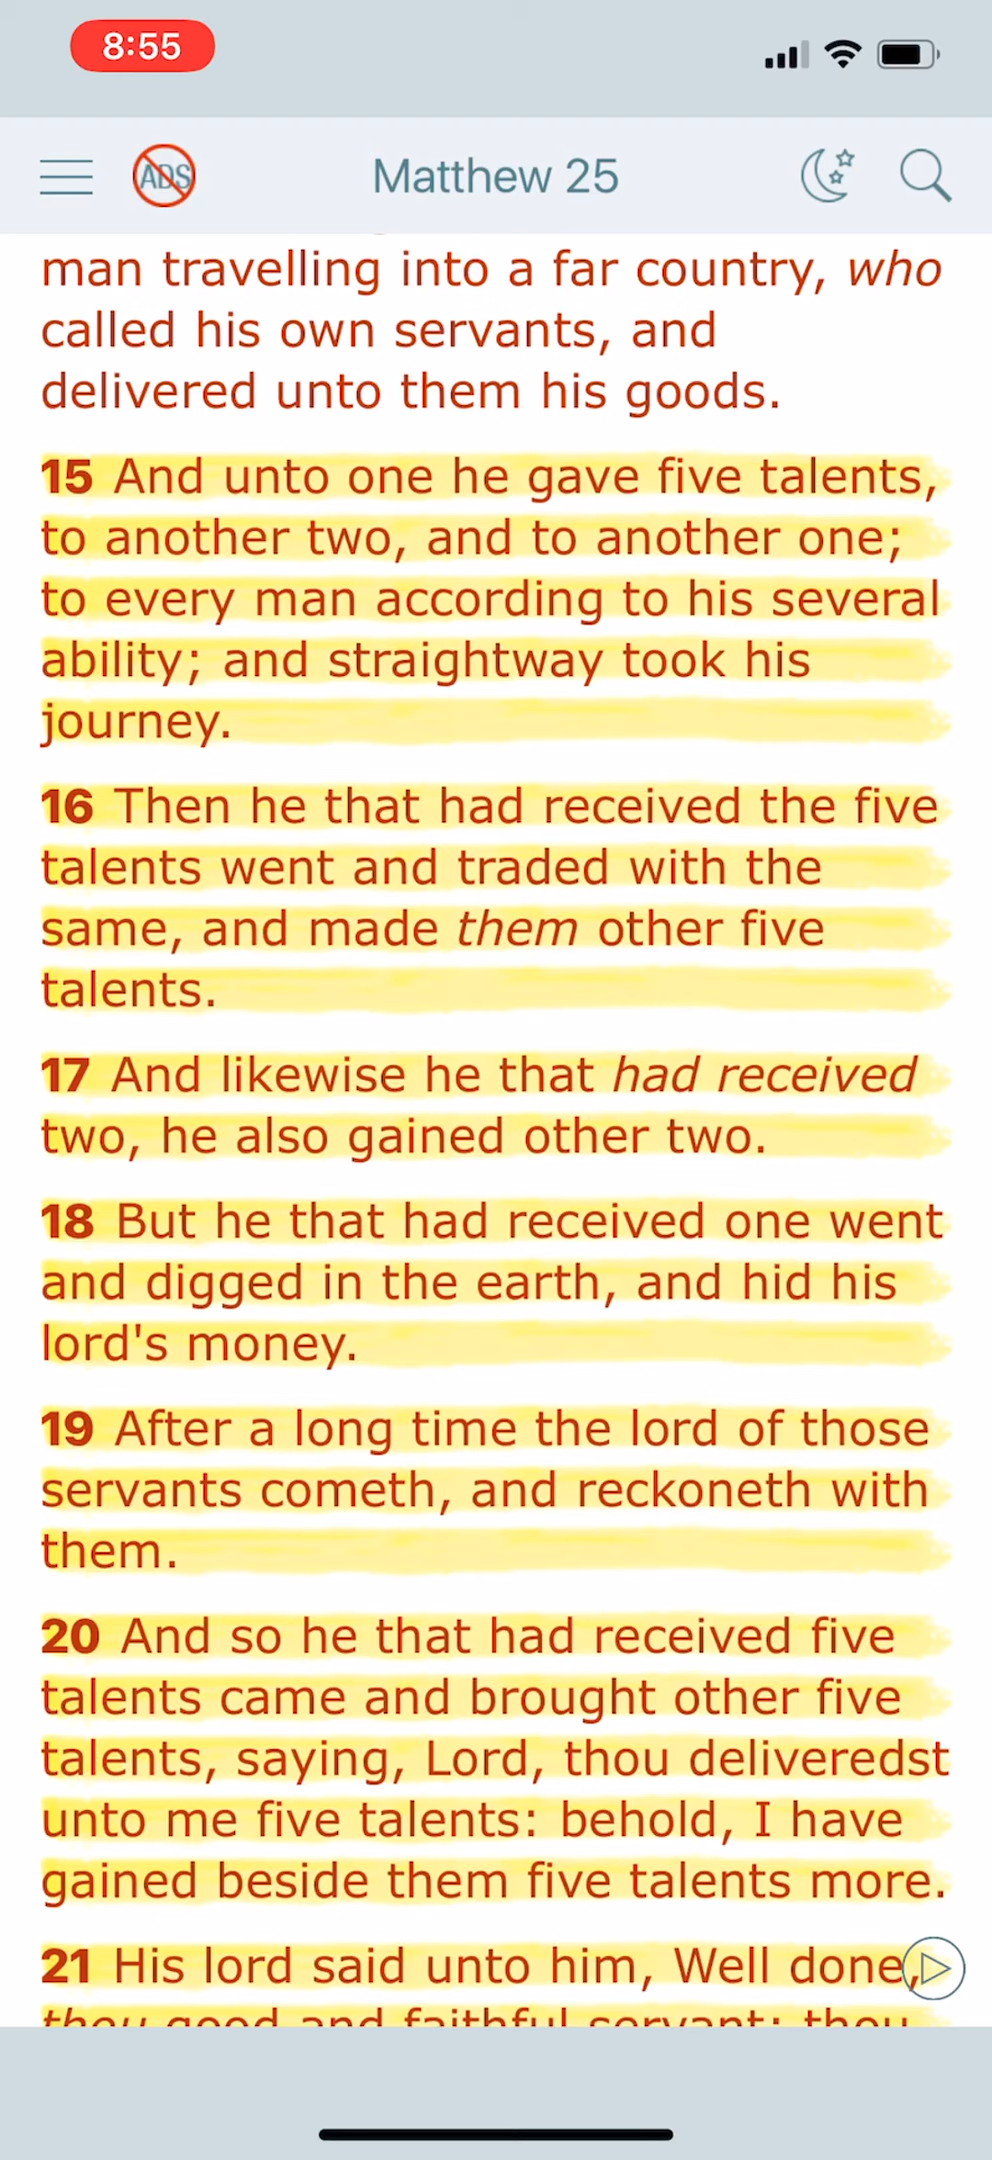 8:55
ADS
Matthew 25
man travelling into a far country, who
called his own servants, and
delivered unto them his goods.
15 And unto one he gave five talents,
to another two, and to another one;
to every man according to his several
ability; and straightway took his
journey.
16 Then he that had received the five
talents went and traded with the
same, and made them other five
talents.
17 And likewise he that had received
two, he also gained other two.
18 But he that had received one went
and digged in the earth, and hid his
lord's money.
19 After a long time the lord of those
servants cometh, and reckoneth with
them.
20 And so he that had received five
talents came and brought other five
talents, saying, Lord, thou deliveredst
unto me five talents: behold, I have
gained beside them five talents more.
21 His lord said unto him, Well done,
thou good and faithful servant: thou